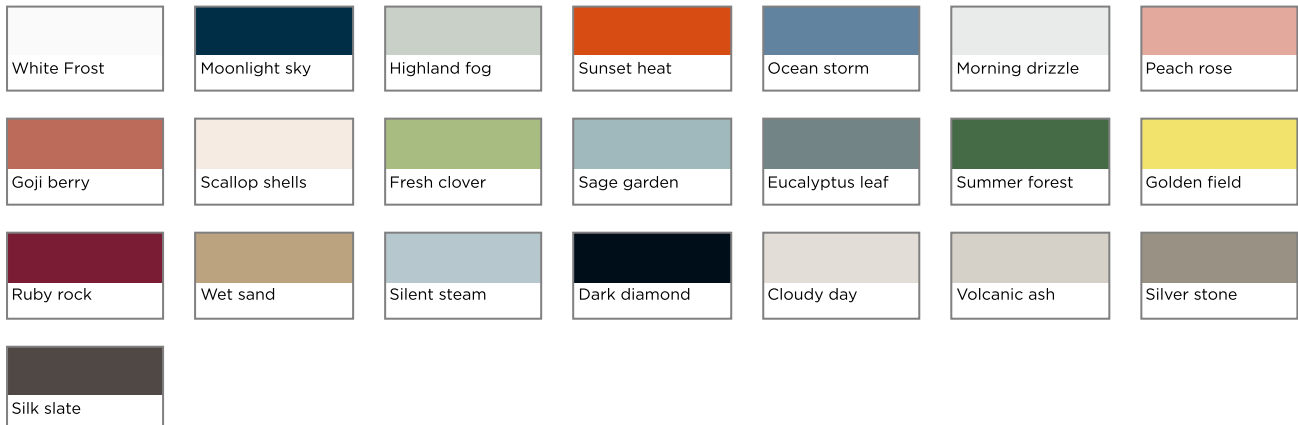 White Frost
Moonlight sky
Highland fog
Sunset heat
Ocean storm
Morning drizzle
Peach rose
Goji berry
Scallop shells
Fresh clover
Sage garden
Eucalyptus leaf
Summer forest
Golden field
Ruby rock
Wet sand
Silent steam
Dark diamond
Cloudy day
Volcanic ash
Silver stone
Silk slate